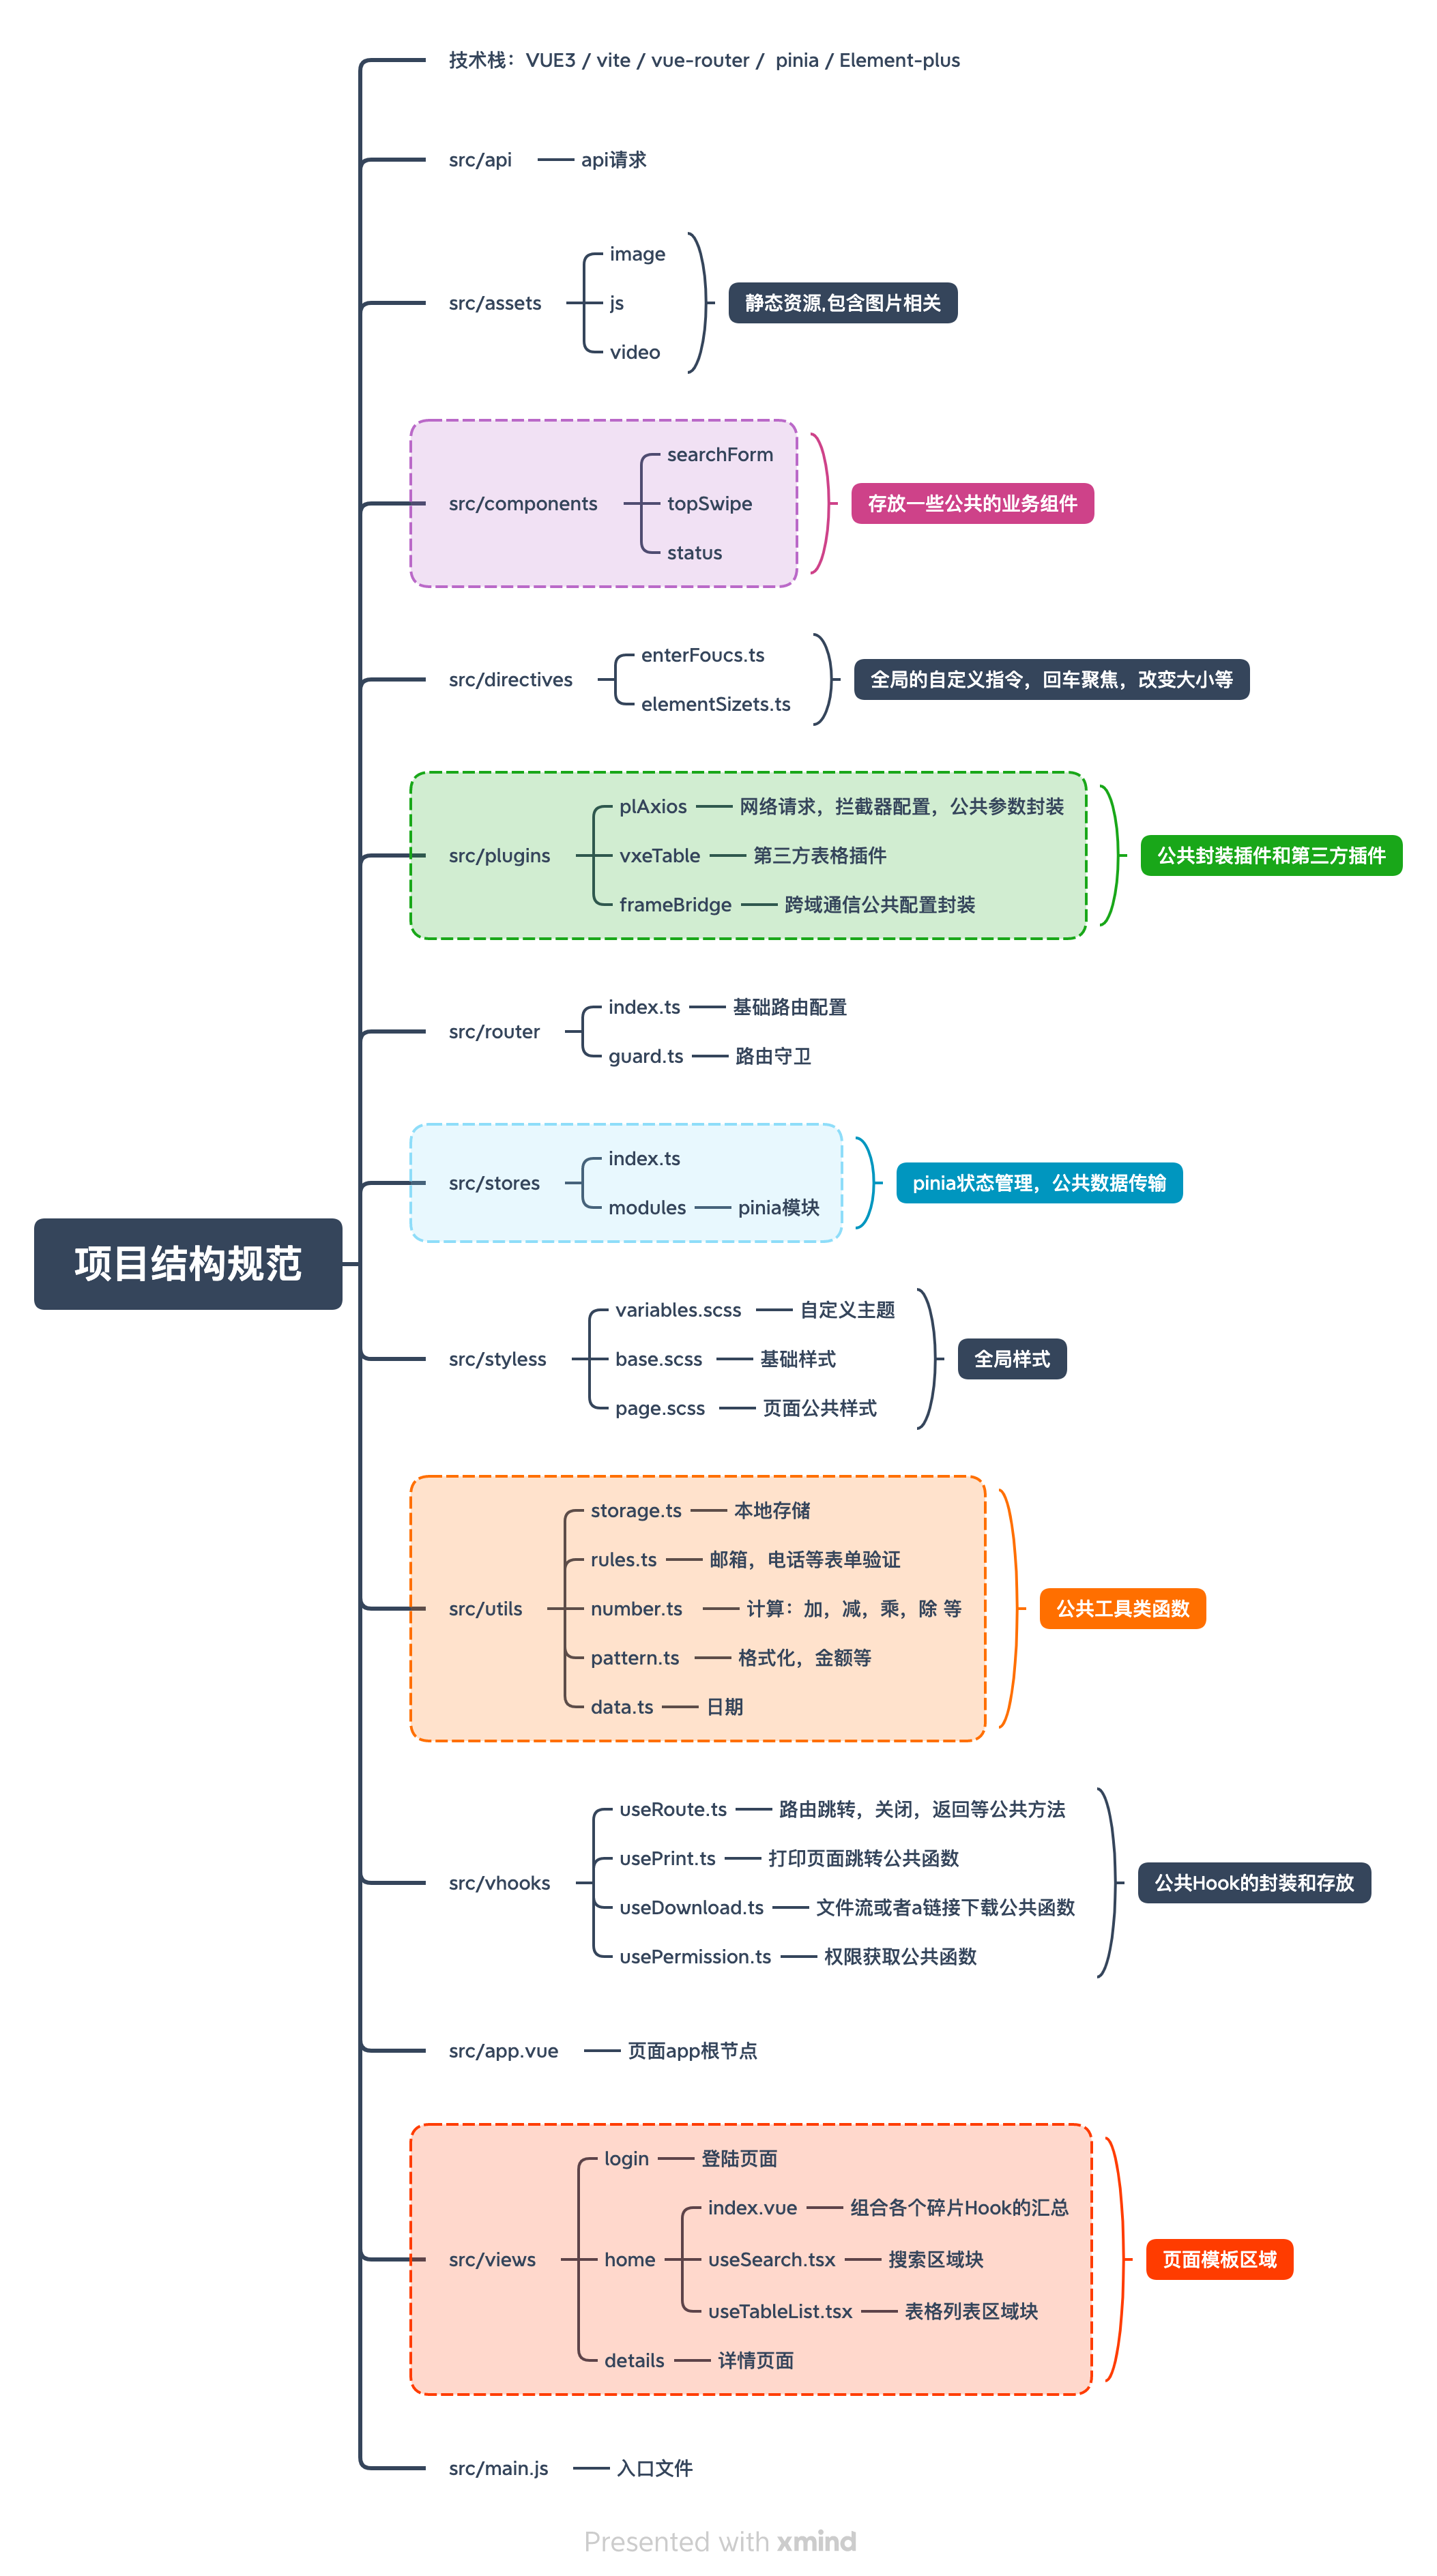 技术栈：VUE3 / vite / vue-router / pinia / Element-plus
src/api
api请求
src/assets
image
js
video
静态资源,包含图片相关
src/components
searchForm
topSwipe
status
存放一些公共的业务组件
src/directives
enterFoucs.ts
elementSizets.ts
全局的自定义指令，回车聚焦，改变大小等
src/plugins
plAxios
网络请求，拦截器配置，公共参数封装
vxeTable
第三方表格插件
frameBridge
跨域通信公共配置封装
公共封装插件和第三方插件
src/router
index.ts
基础路由配置
guard.ts
路由守卫
src/stores
index.ts
modules
pinia模块
pinia状态管理，公共数据传输
项目结构规范
src/styless
variables.scss
自定义主题
base.scss
基础样式
page.scss
页面公共样式
全局样式
src/utils
storage.ts
本地存储
rules.ts
邮箱，电话等表单验证
number.ts
计算：加，减，乘，除 等
pattern.ts
格式化，金额等
data.ts
日期
公共工具类函数
src/vhooks
useRoute.ts
路由跳转，关闭，返回等公共方法
usePrint.ts
打印页面跳转公共函数
useDownload.ts
文件流或者a链接下载公共函数
usePermission.ts
权限获取公共函数
公共Hook的封装和存放
src/app.vue
页面app根节点
src/views
login
登陆页面
home
index.vue
组合各个碎片Hook的汇总
useSearch.tsx
搜索区域块
useTableList.tsx
表格列表区域块
details
详情页面
页面模板区域
src/main.js
入口文件
Presented with xmind